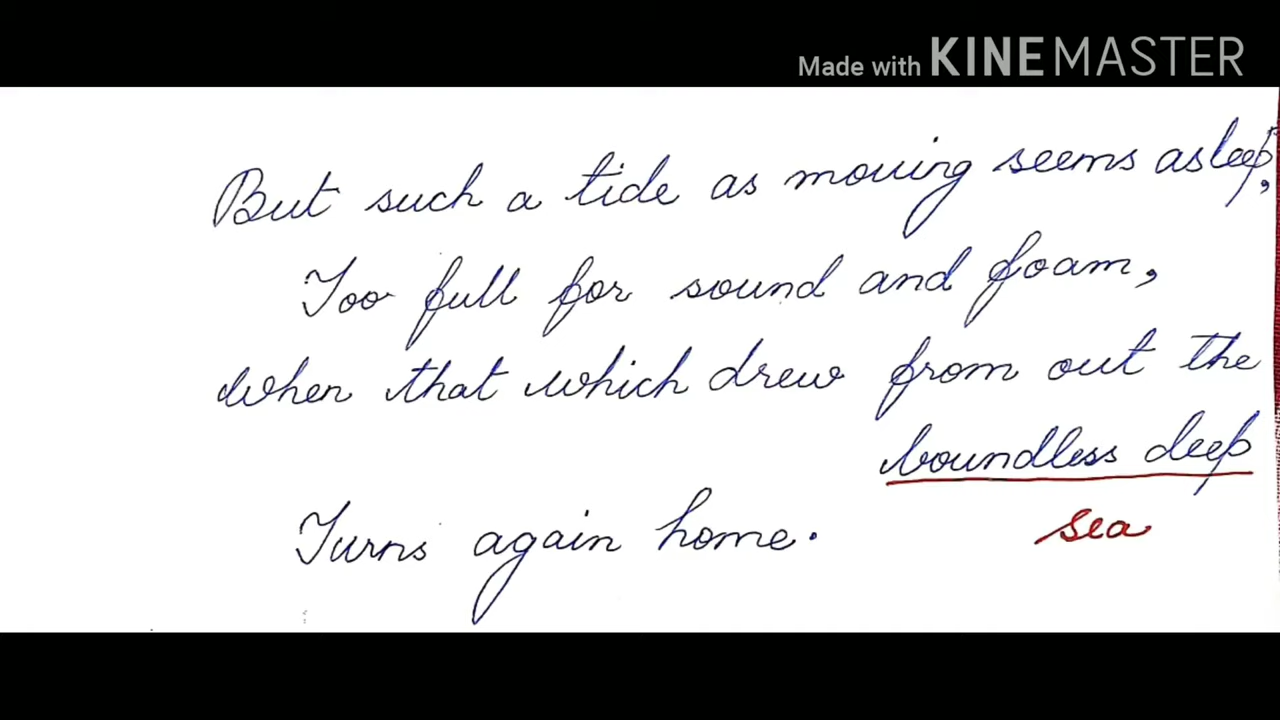 Made with KINEMASTER
But such a tide as moving seems asleep,
Too full for sound and foam,
When that which drew from out the
boundless deep
sea
Turns again home.